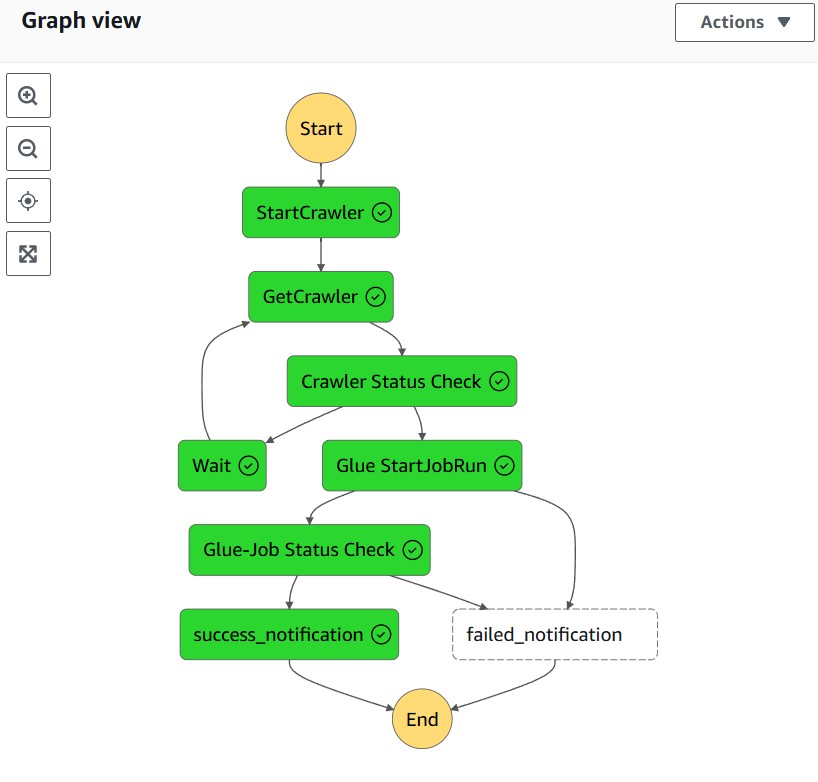 Graph view
Actions
Start
StartCrawler
GetCrawler
Crawler Status Check
Wait
Glue StartJobRun
Glue-Job Status Check
success_notification
failed_notification
End